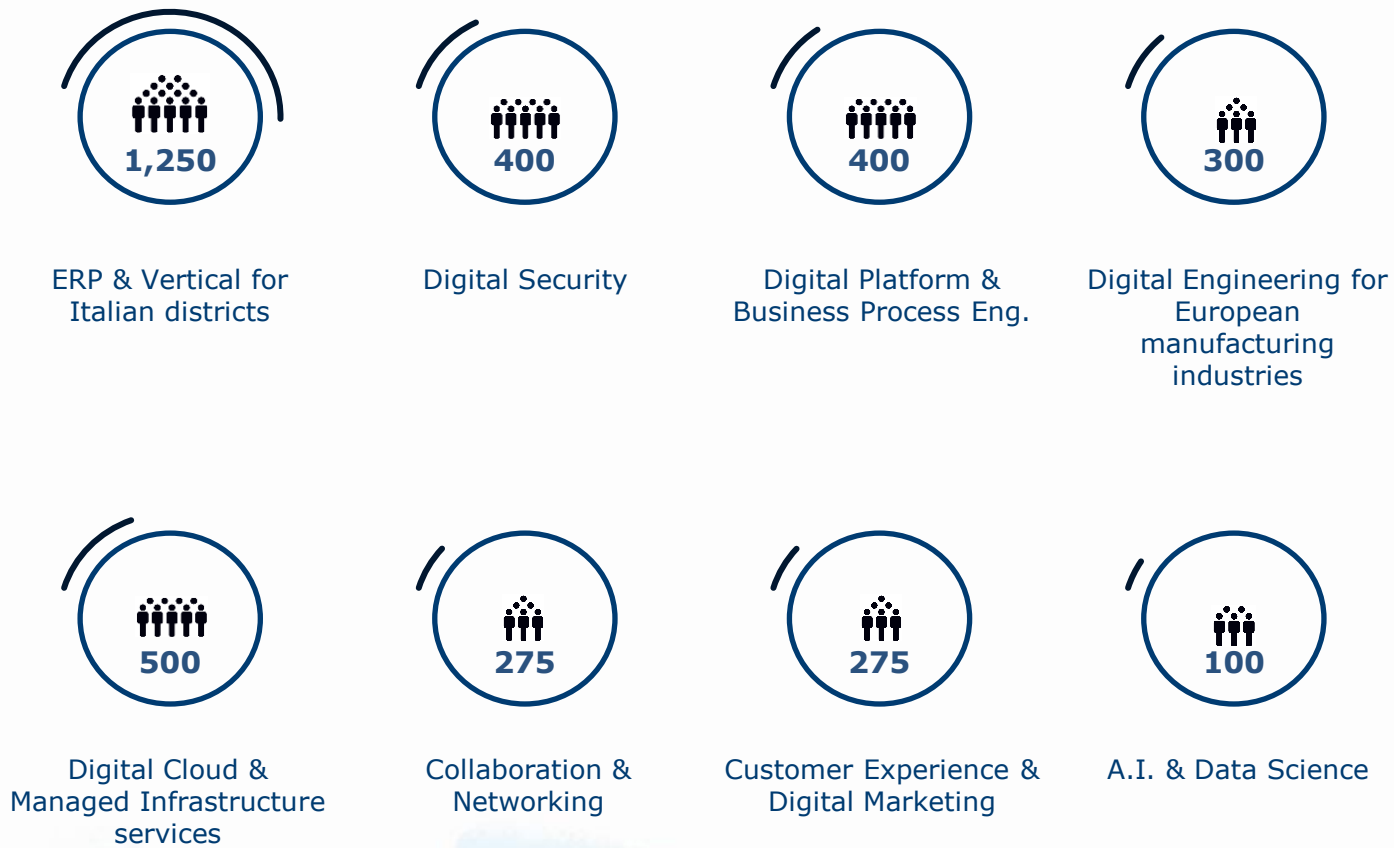 1,250
ERP & Vertical for
Italian districts
400
Digital Security
400
Digital Platform &
Business Process Eng.
300
Digital Engineering for
European
manufacturing
industries
500
Digital Cloud &
Managed Infrastructure
services
275
Collaboration &
Networking
275
Customer Experience &
Digital Marketing
100
A.I. & Data Science